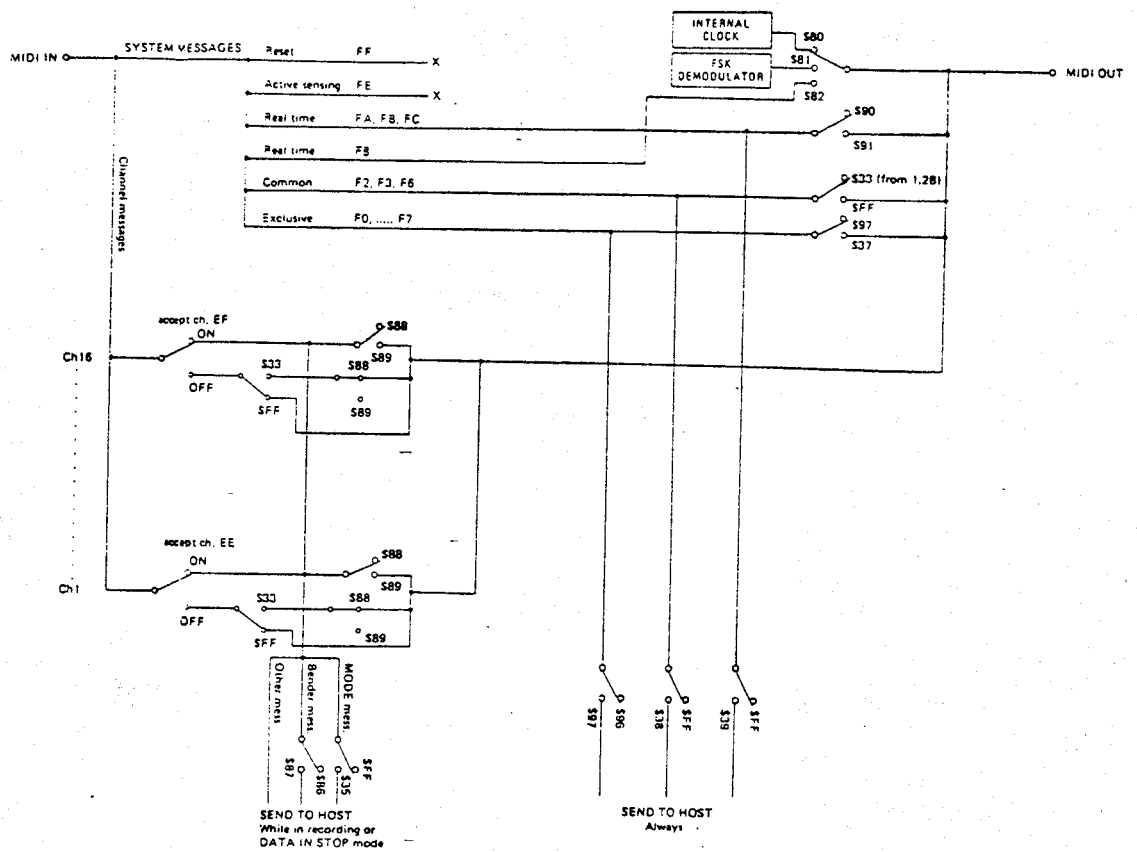 INTERNAL
CLOCK
$80
MIDI IN
SYSTEM MESSAGES
Reset FF
X
$81
FSK
DEMODULATOR
MIDI OUT
Active sensing FE
X
$82
Real time FA, FB, FC
$90
$91
Real time F8
Channel messages
Common F2, F3, F6
$33 (from 1.28)
$FF
Exclusive F0, ..... F7
$97
$37
accept ch. EF
ON
$88
Ch16
$89
OFF
$33
$88
$FF
$89
accept ch. EE
ON
$88
Ch1
$89
OFF
$33
$88
$FF
$89
Other mess.
Bender mess.
MODE mess.
$97
$96
$38
$FF
$39
$FF
$87
$86
$35
$FF
SEND TO HOST
While in recording or
DATA IN STOP mode
SEND TO HOST
Always